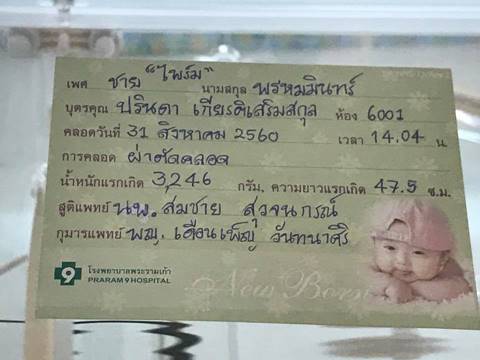 เพศ ชาย "ไพร์ม" นามสกุล พรหมมินทร์
บุตรคุณ ปรินดา เกียรติเสริมสกุล ห้อง 6001
คลอดวันที่ 31 สิงหาคม 2560 เวลา 14.04 น.
การคลอด ผ่าตัดคลอด
น้ำหนักแรกเกิด 3,246 กรัม, ความยาวแรกเกิด 47.5 ซ.ม.
สูติแพทย์ นพ. สมชาย สุวจนกรณ์
กุมารแพทย์ พญ. เดือนเพ็ญ วันทนาศิริ
9 โรงพยาบาลพระรามเก้า
PRARAM 9 HOSPITAL
New Born